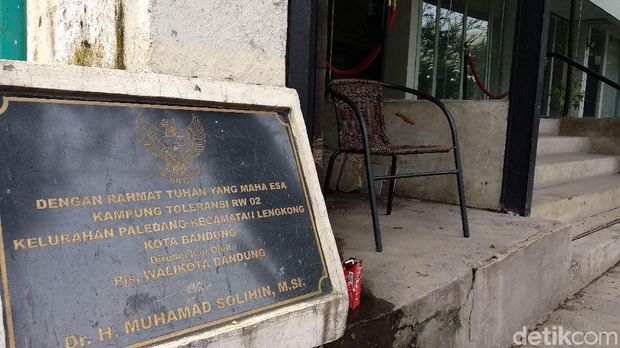 DENGAN RAHMAT TUHAN YANG MAHA ESA
KAMPUNG TOLERANSI RW 02
KELURAHAN PALEDANG-KECAMATAN LENGKONG
KOTA BANDUNG
Diresmikan Oleh:
Pjs. WALIKOTA BANDUNG
Dr. H. MUHAMAD SOLIHIN, M.SI.
detikcom